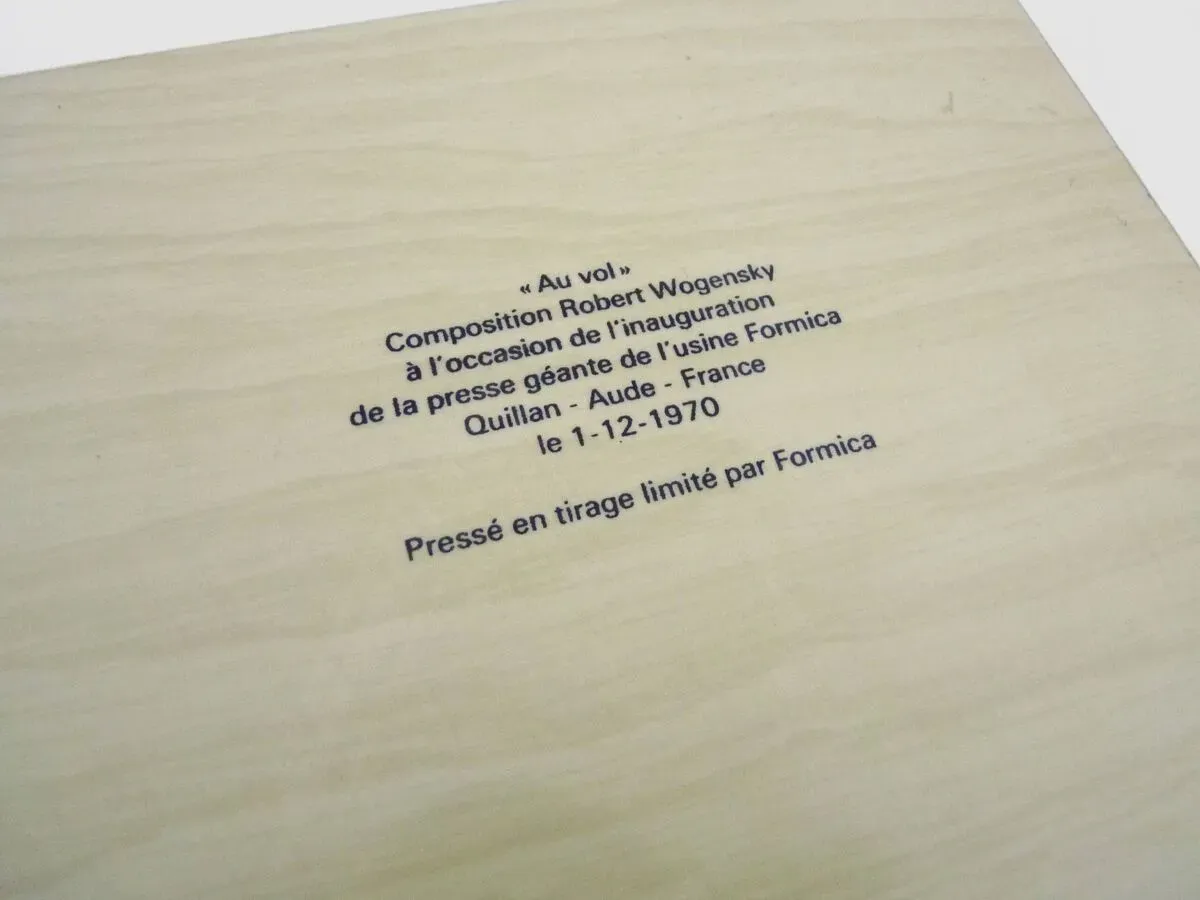 « Au vol »
Composition Robert Wogensky
à l'occasion de l'inauguration
de la presse géante de l'usine Formica
Quillan - Aude - France
le 1-12-1970
Pressé en tirage limité par Formica